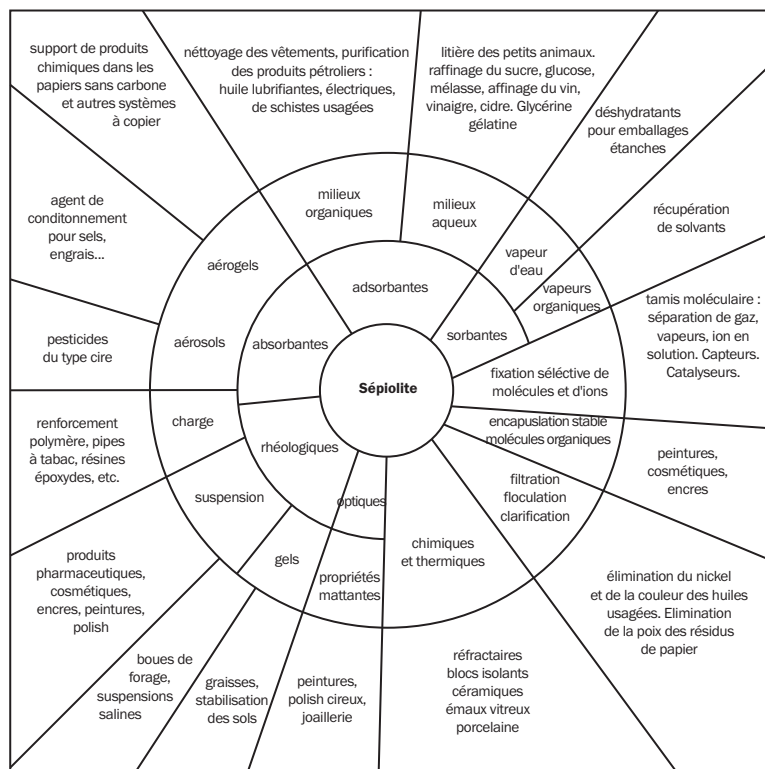 support de produits
chimiques dans les
papiers sans carbone
et autres systèmes
à copier
néttoyage des vêtements, purification
des produits pétroliers :
huile lubrifiantes, électriques,
de schistes usagées
litière des petits animaux.
raffinage du sucre, glucose,
mélasse, affinage du vin,
vinaigre, cidre. Glycérine
gélatine
déshydratants
pour emballages
étanches
récupération
de solvants
tamis moléculaire :
séparation de gaz,
vapeurs, ion en
solution. Capteurs.
Catalyseurs.
agent de
conditonnement
pour sels,
engrais...
pesticides
du type cire
renforcement
polymère, pipes
à tabac, résines
époxydes, etc.
produits
pharmaceutiques,
cosmétiques,
encres, peintures,
polish
boues de
forage,
suspensions
salines
graisses,
stabilisation
des sols
peintures,
polish cireux,
joaillerie
réfractaires
blocs isolants
céramiques
émaux vitreux
porcelaine
élimination du nickel
et de la couleur des huiles
usagées. Elimination
de la poix des résidus
de papier
peintures,
cosmétiques,
encres
milieux
organiques
milieux
aqueux
vapeur
d'eau
vapeurs
organiques
aérogels
aérosols
charge
suspension
gels
propriétés
mattantes
adsorbantes
sorbantes
absorbantes
rhéologiques
optiques
chimiques
et thermiques
filtration
floculation
clarification
encapuslation stable
molécules organiques
fixation séléctive de
molécules et d'ions
Sépiolite